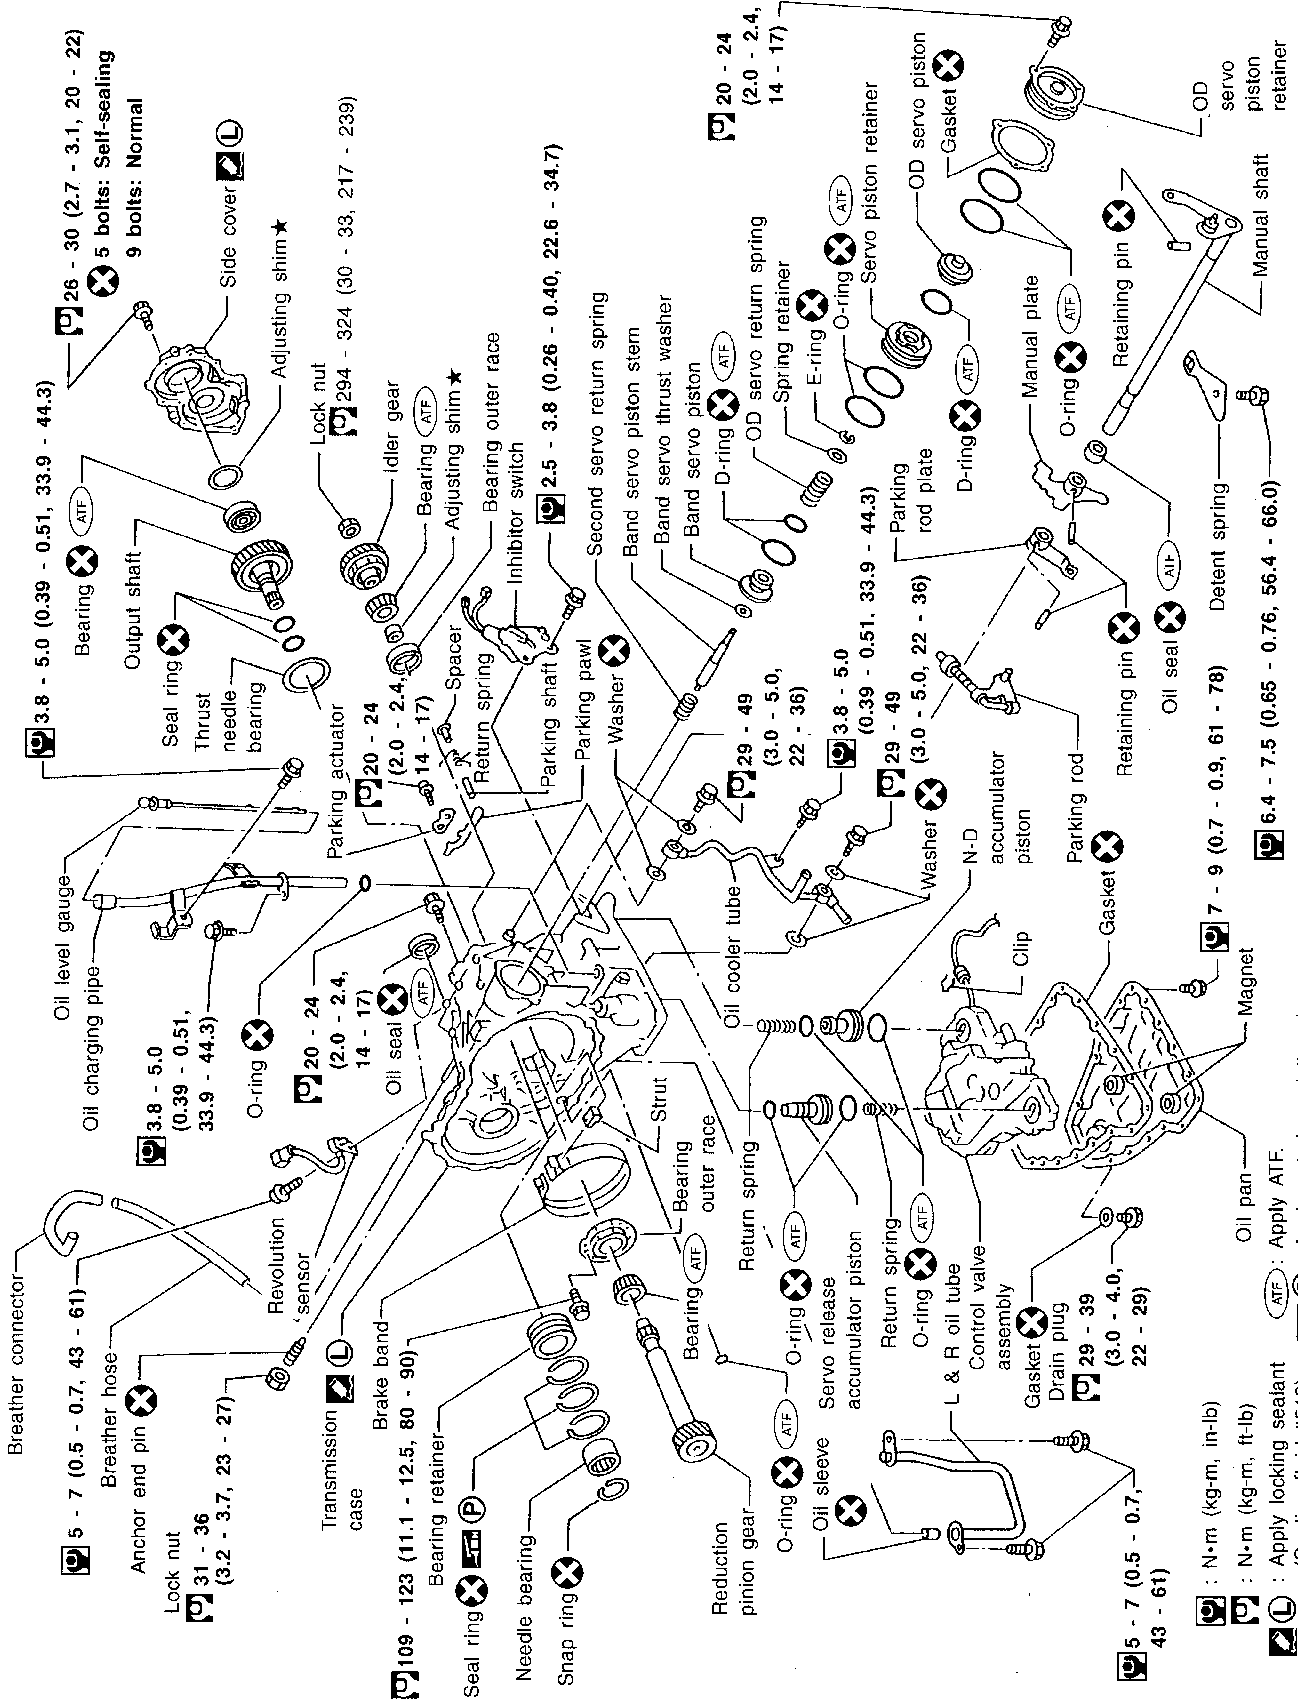 Breather connector
5 - 7 (0.5 - 0.7, 43 - 61)
Breather hose
Anchor end pin
Lock nut
31 - 36
(3.2 - 3.7, 23 - 27)
Revolution
sensor
Transmission L
case
Brake band
109 - 123 (11.1 - 12.5, 80 - 90)
Bearing retainer
Seal ring P
Needle bearing
Snap ring
Reduction
pinion gear
Oil level gauge
Oil charging pipe
3.8 - 5.0
(0.39 - 0.51,
33.9 - 44.3)
O-ring
20 - 24
(2.0 - 2.4,
14 - 17)
Oil seal ATF
3.8 - 5.0 (0.39 - 0.51, 33.9 - 44.3)
Bearing ATF
Output shaft
Seal ring
Thrust
needle
bearing
Parking actuator
20 - 24
(2.0 - 2.4,
14 - 17)
26 - 30 (2.7 - 3.1, 20 - 22)
5 bolts: Self-sealing
9 bolts: Normal
Side cover L
Adjusting shim★
Lock nut
294 - 324 (30 - 33, 217 - 239)
Idler gear
Bearing ATF
Adjusting shim★
Bearing outer race
Inhibitor switch
2.5 - 3.8 (0.26 - 0.40, 22.6 - 34.7)
Spacer
Return spring
Parking shaft
Parking pawl
Washer
Second servo return spring
Band servo piston stem
Band servo thrust washer
Band servo piston
D-ring ATF
OD servo return spring
Spring retainer
E-ring
O-ring ATF
Servo piston retainer
OD servo piston
Gasket
20 - 24
(2.0 - 2.4,
14 - 17)
OD
servo
piston
retainer
D-ring ATF
O-ring ATF
Manual plate
Retaining pin
Manual shaft
Parking
rod plate
Retaining pin
Oil seal ATF
Detent spring
6.4 - 7.5 (0.65 - 0.76, 56.4 - 66.0)
29 - 49
(3.0 - 5.0,
22 - 36)
3.8 - 5.0
(0.39 - 0.51. 33.9 - 44.3)
29 - 49
(3.0 - 5.0, 22 - 36)
Washer
Oil cooler tube
N-D
accumulator
piston
Parking rod
Clip
Gasket
7 - 9 (0.7 - 0.9, 61 - 78)
Magnet
Oil pan
Strut
Bearing
outer race
Bearing ATF
Return spring
O-ring ATF
Servo release
accumulator piston
Return spring
O-ring ATF
Control valve
assembly
Gasket
Drain plug
29 - 39
(3.0 - 4.0,
22 - 29)
O-ring ATF
Oil sleeve
L & R oil tube
5 - 7 (0.5 - 0.7,
43 - 61)
: N•m (kg-m, in-lb)
: N•m (kg-m, ft-lb)
L : Apply locking sealant
ATF : Apply ATF.